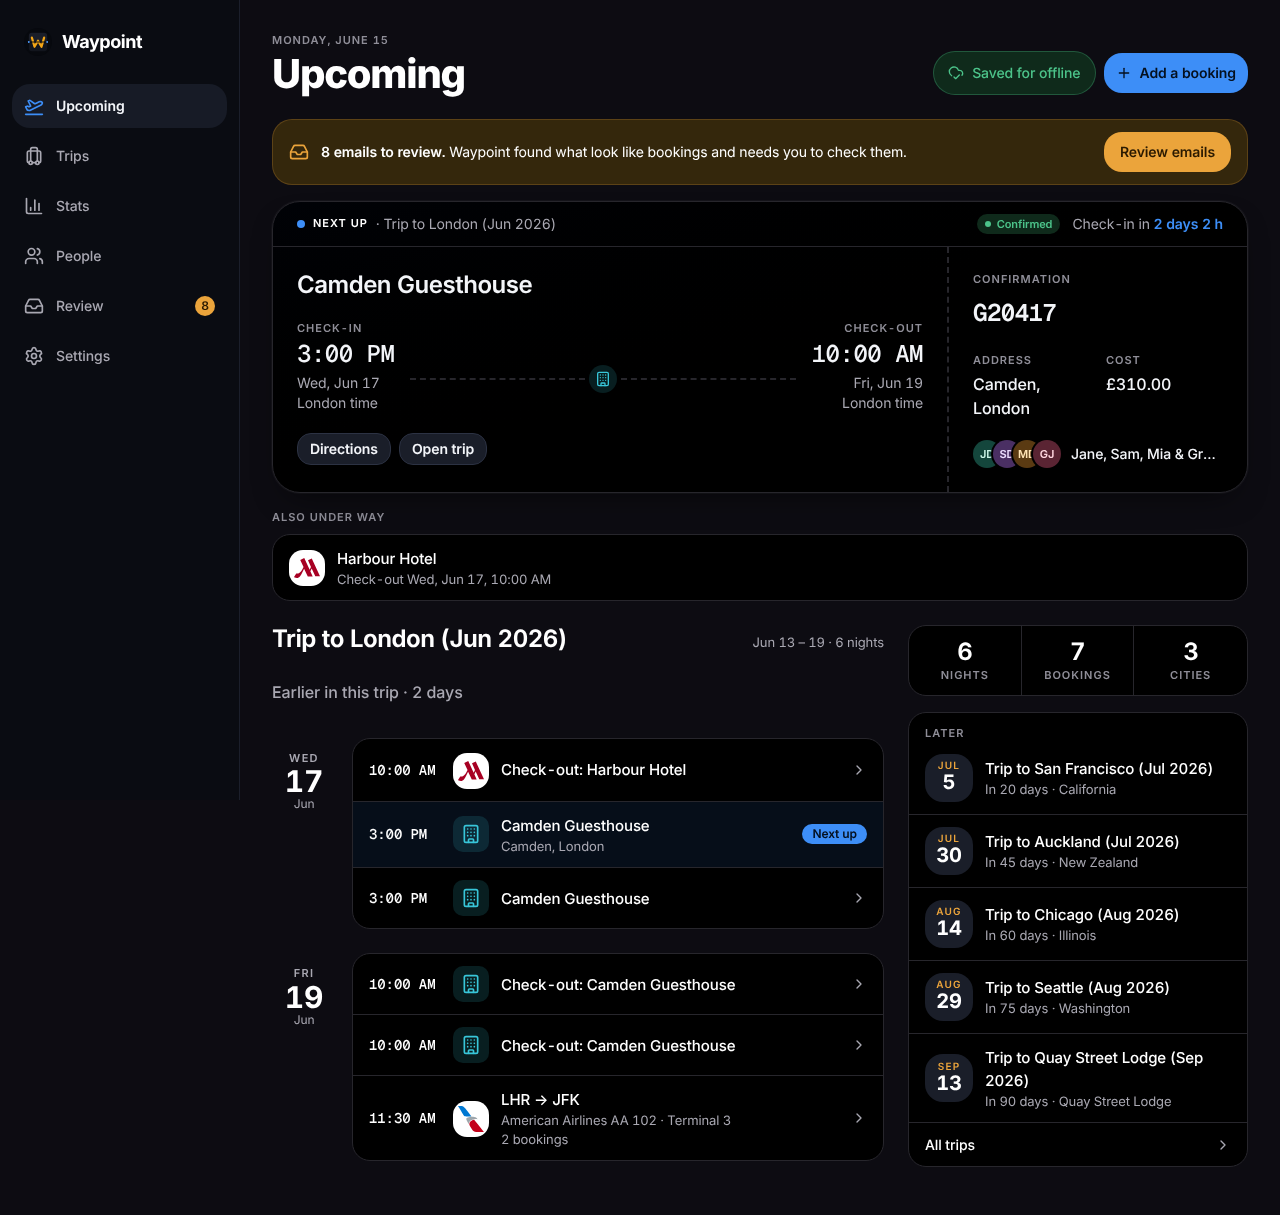 Waypoint
Upcoming
Trips
Stats
People
Review
8
Settings
MONDAY, JUNE 15
Upcoming
Saved for offline
+ Add a booking
8 emails to review. Waypoint found what look like bookings and needs you to check them.
Review emails
NEXT UP · Trip to London (Jun 2026)
Confirmed
Check-in in 2 days 2 h
Camden Guesthouse
CHECK-IN
3:00 PM
Wed, Jun 17
London time
CHECK-OUT
10:00 AM
Fri, Jun 19
London time
Directions
Open trip
CONFIRMATION
G20417
ADDRESS
Camden,
London
COST
£310.00
GJ
Jane, Sam, Mia & Gr...
ALSO UNDER WAY
Harbour Hotel
Check-out Wed, Jun 17, 10:00 AM
Trip to London (Jun 2026)
Jun 13 – 19 · 6 nights
Earlier in this trip · 2 days
WED
17
Jun
10:00 AM
Check-out: Harbour Hotel
3:00 PM
Camden Guesthouse
Camden, London
Next up
3:00 PM
Camden Guesthouse
FRI
19
Jun
10:00 AM
Check-out: Camden Guesthouse
10:00 AM
Check-out: Camden Guesthouse
11:30 AM
LHR → JFK
American Airlines AA 102 · Terminal 3
2 bookings
6
NIGHTS
7
BOOKINGS
3
CITIES
LATER
JUL
5
Trip to San Francisco (Jul 2026)
In 20 days · California
JUL
30
Trip to Auckland (Jul 2026)
In 45 days · New Zealand
AUG
14
Trip to Chicago (Aug 2026)
In 60 days · Illinois
AUG
29
Trip to Seattle (Aug 2026)
In 75 days · Washington
SEP
13
Trip to Quay Street Lodge (Sep
2026)
In 90 days · Quay Street Lodge
All trips